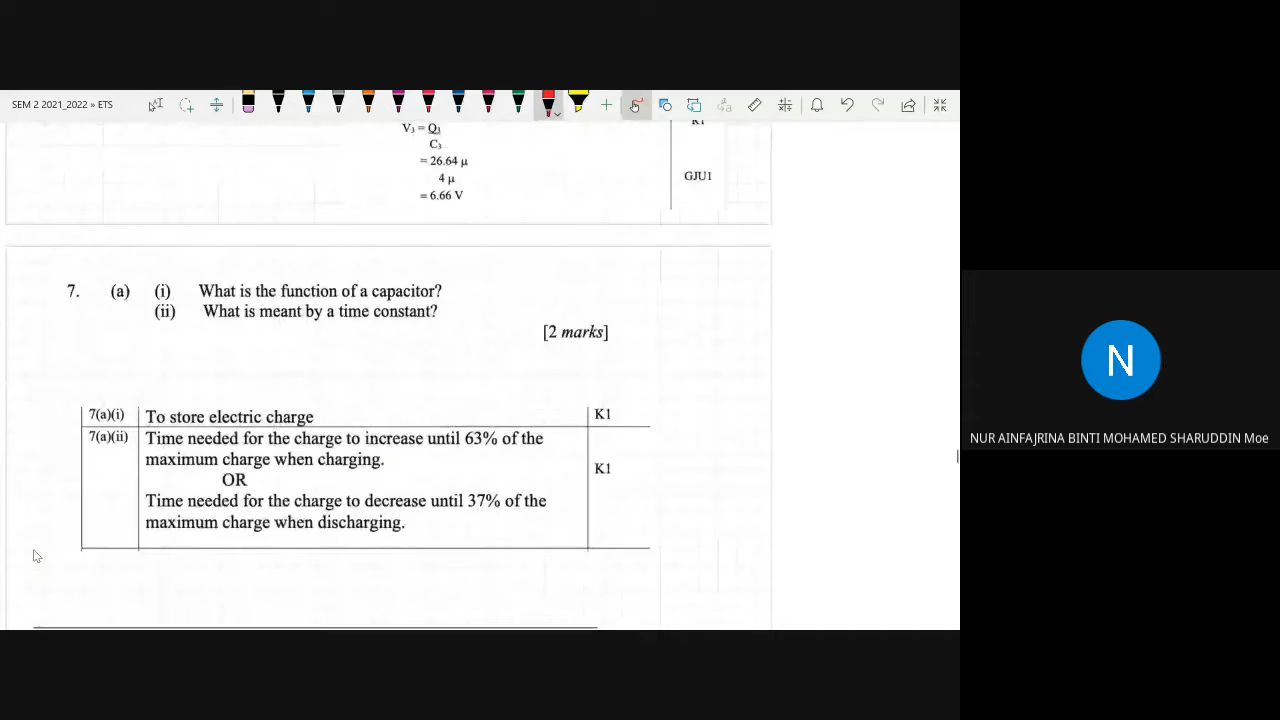 SEM 2 2021_2022 » ETS
V₃ = Q₃
C₃
= 26.64 μ
4 μ
= 6.66 V
K1
GJU1
7. (a) (i) What is the function of a capacitor?
(ii) What is meant by a time constant?
[2 marks]
7(a)(i) To store electric charge K1
7(a)(ii) Time needed for the charge to increase until 63% of the
maximum charge when charging.
OR K1
Time needed for the charge to decrease until 37% of the
maximum charge when discharging.
N
NUR AINFAJRINA BINTI MOHAMED SHARUDDIN Moe